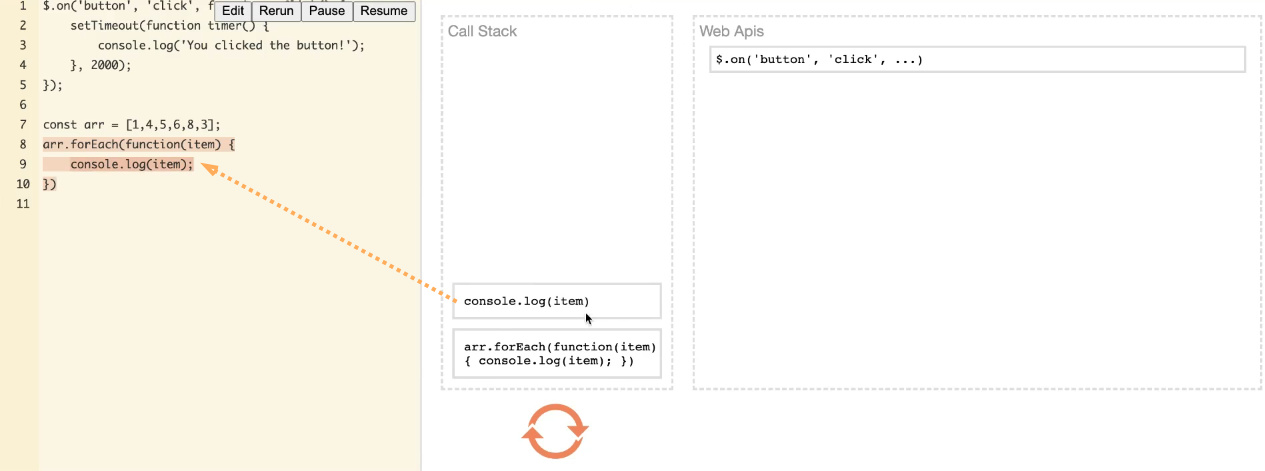 1 $.on('button', 'click', f
Edit Rerun Pause Resume
2 setTimeout(function timer() {
3 console.log('You clicked the button!');
4 }, 2000);
5 });
6
7 const arr = [1,4,5,6,8,3];
8 arr.forEach(function(item) {
9 console.log(item);
10 })
11
Call Stack
console.log(item)
arr.forEach(function(item)
{ console.log(item); })
Web Apis
$.on('button', 'click', ...)